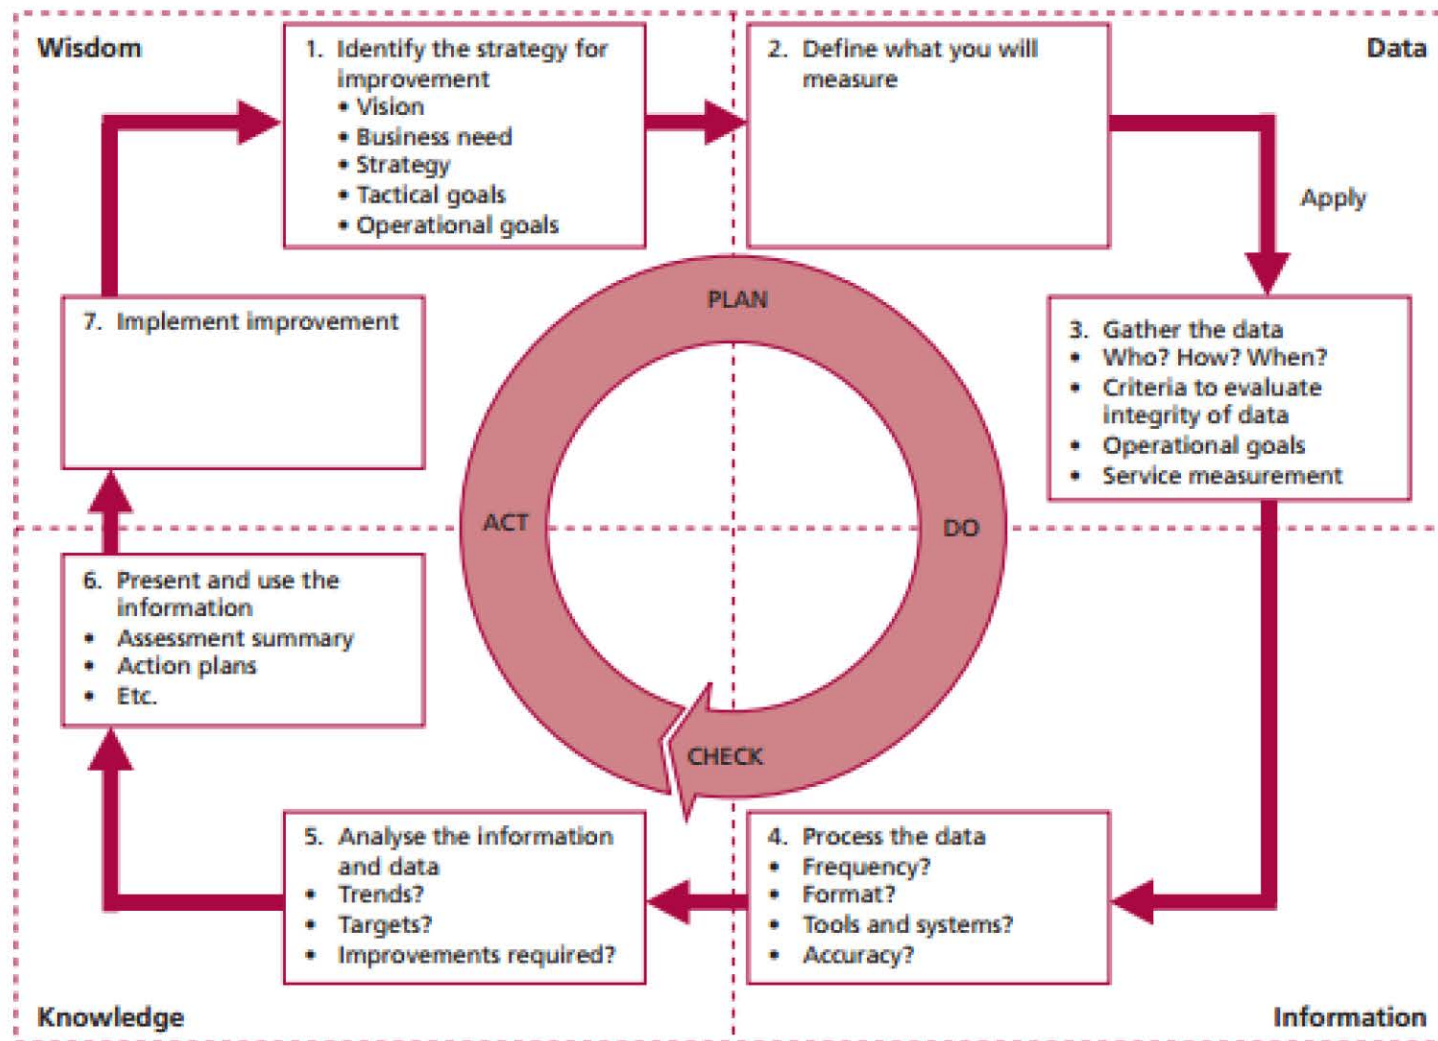 Wisdom
1. Identify the strategy for
improvement
• Vision
• Business need
• Strategy
• Tactical goals
• Operational goals
2. Define what you will
measure
Data
Apply
3. Gather the data
• Who? How? When?
• Criteria to evaluate
integrity of data
• Operational goals
• Service measurement
7. Implement improvement
PLAN
DO
CHECK
ACT
6. Present and use the
information
• Assessment summary
• Action plans
• Etc.
5. Analyse the information
and data
• Trends?
• Targets?
• Improvements required?
4. Process the data
• Frequency?
• Format?
• Tools and systems?
• Accuracy?
Knowledge
Information